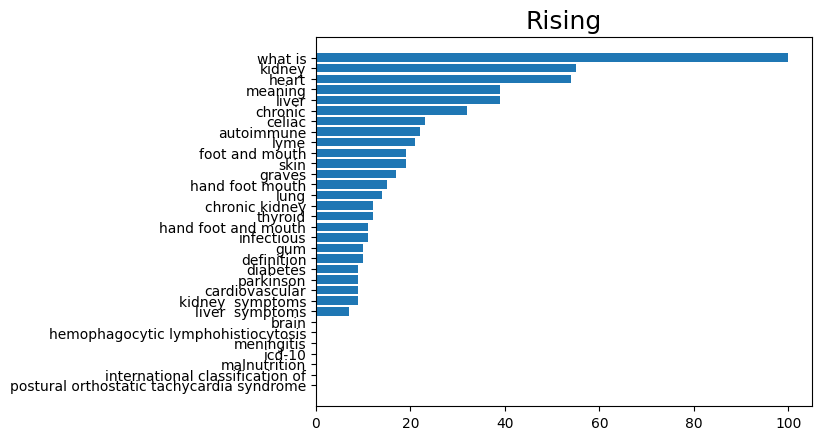 Rising
what is
kidney
heart
meaning
liver
chronic
celiac
autoimmune
lyme
foot and mouth
skin
graves
hand foot mouth
lung
chronic kidney
thyroid
hand foot and mouth
infectious
gum
definition
diabetes
parkinson
cardiovascular
kidney  symptoms
liver  symptoms
brain
hemophagocytic lymphohistiocytosis
meningitis
icd-10
malnutrition
international classification of
postural orthostatic tachycardia syndrome
0 20 40 60 80 100